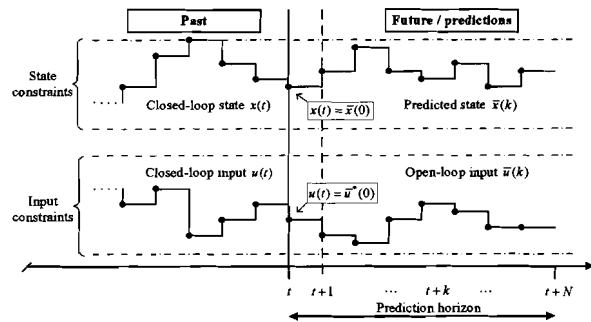 Past
Future / predictions
State
constraints
Closed-loop state x(t)
x(t) = x̅(0)
Predicted state x̅(k)
Closed-loop input u(t)
u(t) = u̅*(0)
Open-loop input u̅(k)
Input
constraints
t
t+1
...
t+k
...
t+N
Prediction horizon